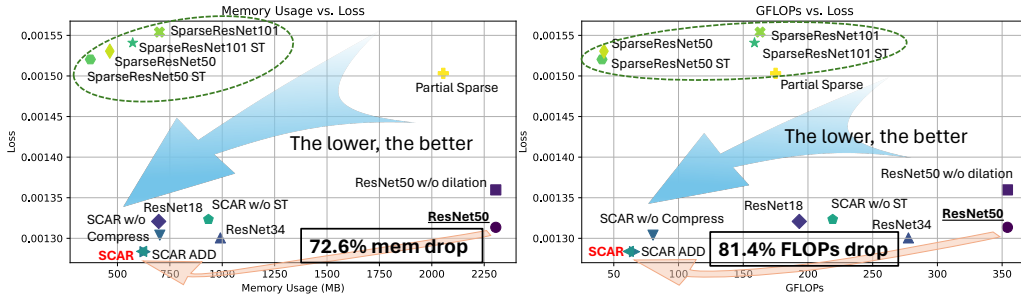 Memory Usage vs. Loss
0.00155
0.00150
0.00145
0.00140
0.00135
0.00130
Loss
SparseResNet101
SparseResNet101 ST
SparseResNet50
SparseResNet50 ST
Partial Sparse
The lower, the better
ResNet50 w/o dilation
ResNet18
SCAR w/o ST
SCAR w/o
Compress
ResNet34
ResNet50
SCAR
SCAR ADD
72.6% mem drop
500
750
1000
1250
1500
1750
2000
2250
Memory Usage (MB)
GFLOPs vs. Loss
0.00155
0.00150
0.00145
0.00140
0.00135
0.00130
Loss
SparseResNet101
SparseResNet50
SparseResNet101 ST
SparseResNet50 ST
Partial Sparse
The lower, the better
ResNet50 w/o dilation
ResNet18
SCAR w/o ST
SCAR w/o Compress
ResNet34
ResNet50
SCAR
SCAR ADD
81.4% FLOPs drop
50
100
150
200
250
300
350
GFLOPs